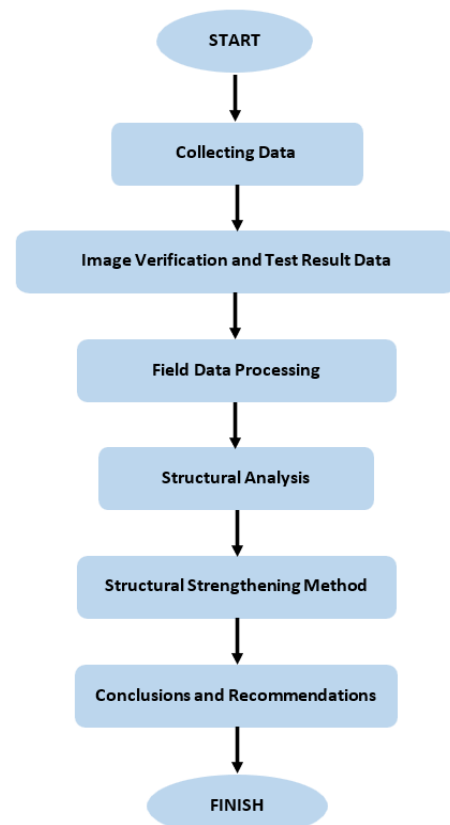 START
Collecting Data
Image Verification and Test Result Data
Field Data Processing
Structural Analysis
Structural Strengthening Method
Conclusions and Recommendations
FINISH